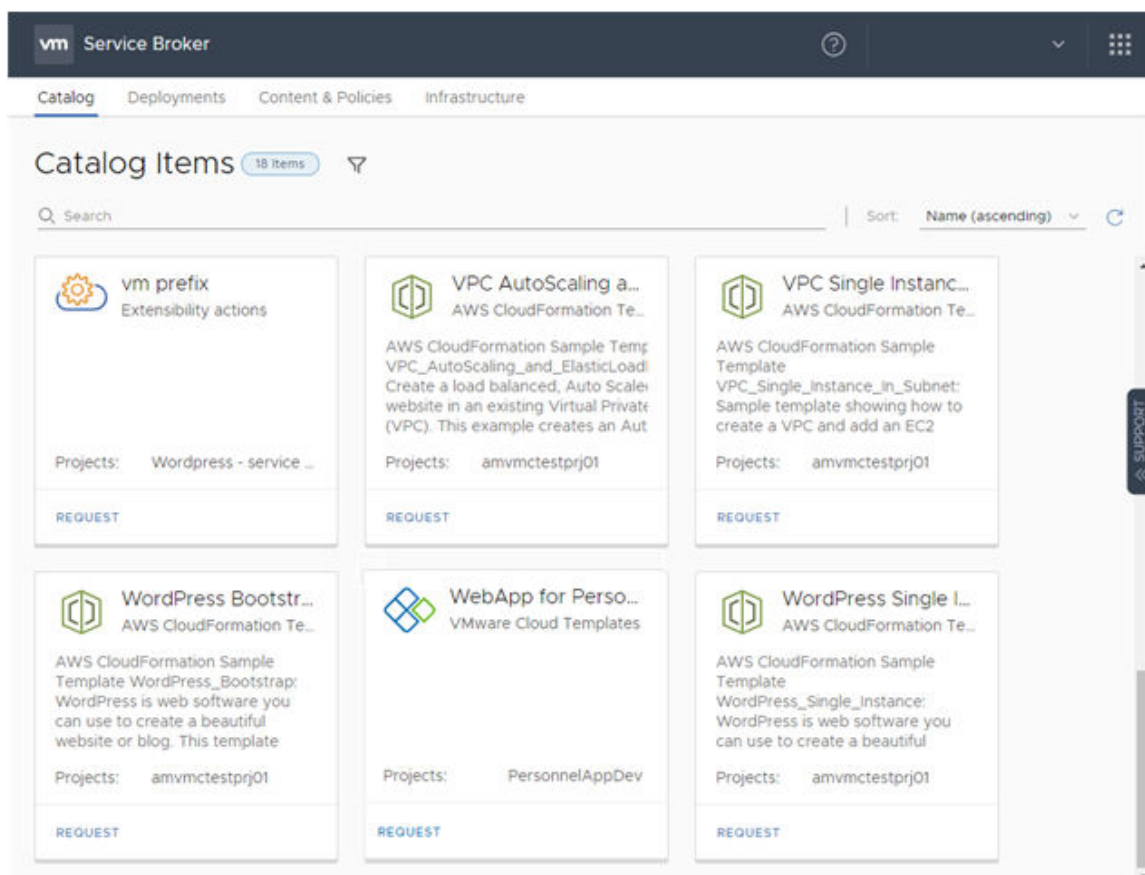 vm Service Broker
Catalog Deployments Content & Policies Infrastructure
Catalog Items 18 items
Search
Sort: Name (ascending)
vm prefix
Extensibility actions
Projects: Wordpress - service ...
REQUEST
VPC AutoScaling a...
AWS CloudFormation Te...
AWS CloudFormation Sample Temp
VPC_AutoScaling_and_ElasticLoad
Create a load balanced, Auto Scale
website in an existing Virtual Private
(VPC). This example creates an Aut
Projects: amvmctestprj01
REQUEST
VPC Single Instanc...
AWS CloudFormation Te...
AWS CloudFormation Sample
Template
VPC_Single_Instance_In_Subnet:
Sample template showing how to
create a VPC and add an EC2
Projects: amvmctestprj01
REQUEST
SUPPORT
WordPress Bootstr...
AWS CloudFormation Te...
AWS CloudFormation Sample
Template WordPress_Bootstrap:
WordPress is web software you
can use to create a beautiful
website or blog. This template
Projects: amvmctestprj01
REQUEST
WebApp for Perso...
VMware Cloud Templates
Projects: PersonnelAppDev
REQUEST
WordPress Single I...
AWS CloudFormation Te...
AWS CloudFormation Sample
Template
WordPress_Single_Instance:
WordPress is web software you
can use to create a beautiful
Projects: amvmctestprj01
REQUEST